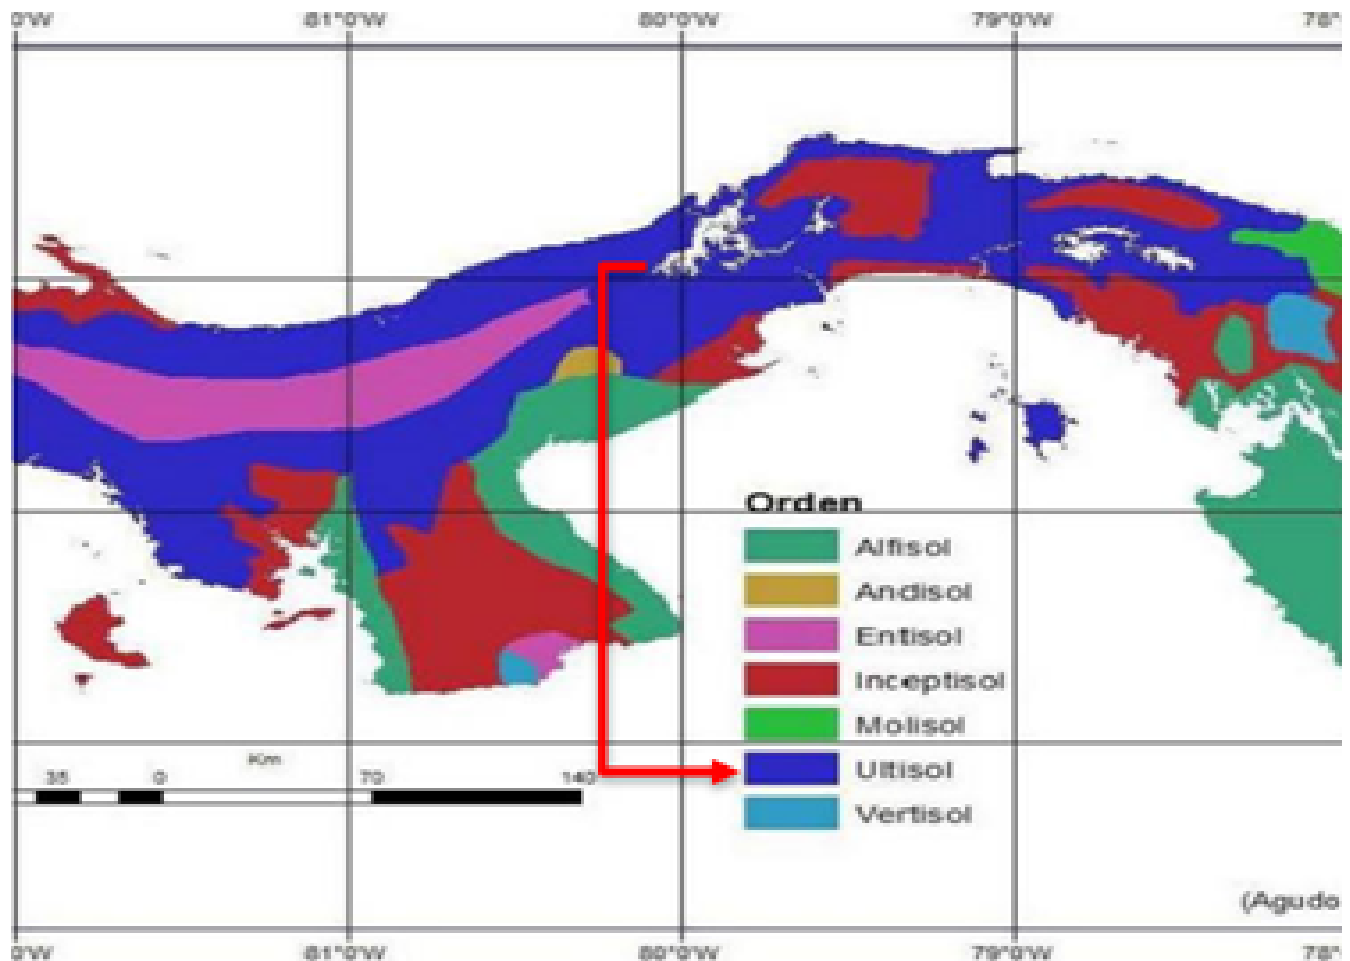 0'W 81°0'W 80°0'W 79°0'W 78°
Orden
Alfisol
Andisol
Entisol
Inceptisol
Molisol
Ultisol
Vertisol
Km
35 0 70 140
(Agudo
0'W 81°0'W 80°0'W 79°0'W 78°